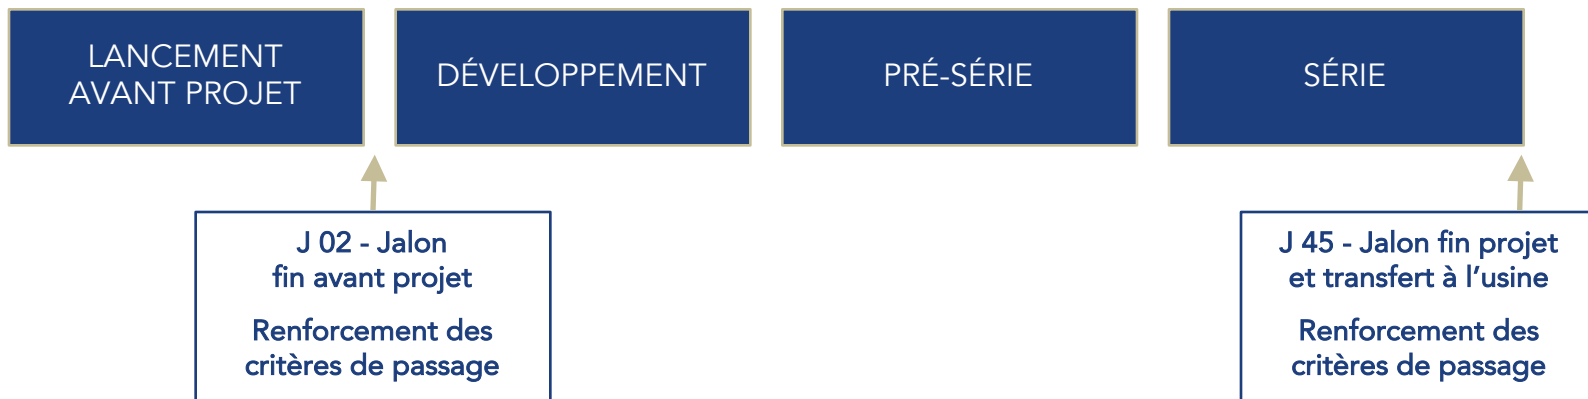 LANCEMENT
AVANT PROJET
DÉVELOPPEMENT
PRÉ-SÉRIE
SÉRIE
J 02 - Jalon
fin avant projet
Renforcement des
critères de passage
J 45 - Jalon fin projet
et transfert à l’usine
Renforcement des
critères de passage